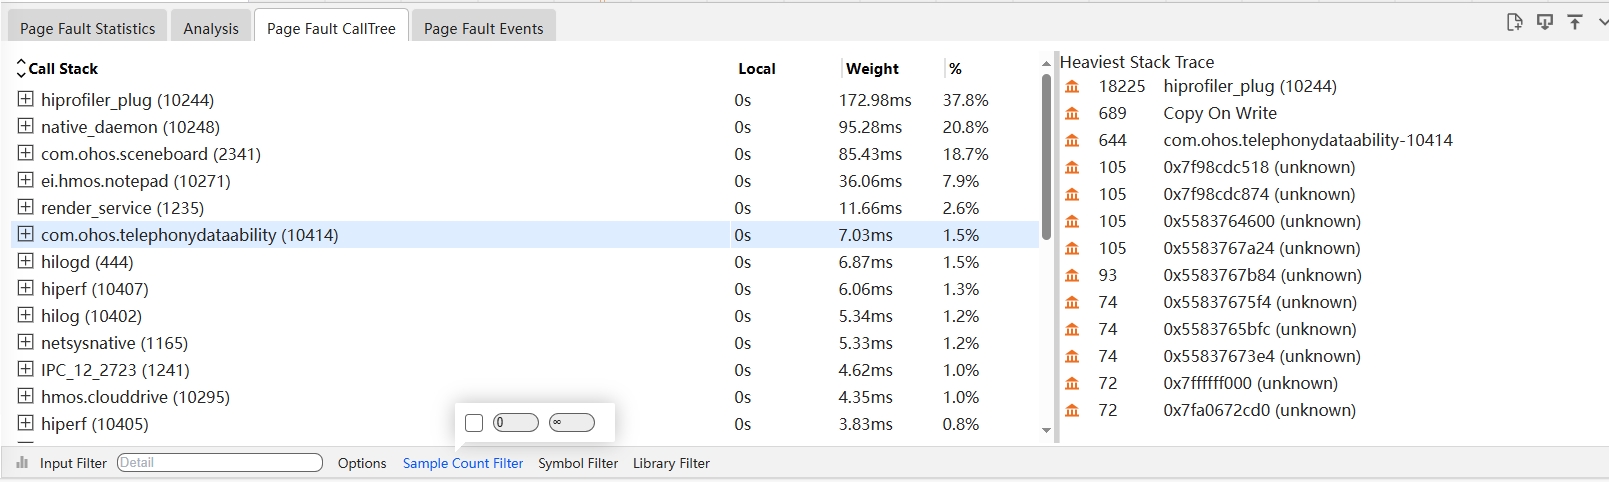 Page Fault Statistics Analysis Page Fault CallTree Page Fault Events
Call Stack Local Weight %
hiprofiler_plug (10244) 0s 172.98ms 37.8%
native_daemon (10248) 0s 95.28ms 20.8%
com.ohos.sceneboard (2341) 0s 85.43ms 18.7%
ei.hmos.notepad (10271) 0s 36.06ms 7.9%
render_service (1235) 0s 11.66ms 2.6%
com.ohos.telephonydataability (10414) 0s 7.03ms 1.5%
hilogd (444) 0s 6.87ms 1.5%
hiperf (10407) 0s 6.06ms 1.3%
hilog (10402) 0s 5.34ms 1.2%
netsysnative (1165) 0s 5.33ms 1.2%
IPC_12_2723 (1241) 0s 4.62ms 1.0%
hmos.clouddrive (10295) 0s 4.35ms 1.0%
hiperf (10405) 0s 3.83ms 0.8%
Heaviest Stack Trace
18225 hiprofiler_plug (10244)
689 Copy On Write
644 com.ohos.telephonydataability-10414
105 0x7f98cdc518 (unknown)
105 0x7f98cdc874 (unknown)
105 0x5583764600 (unknown)
105 0x5583767a24 (unknown)
93 0x5583767b84 (unknown)
74 0x55837675f4 (unknown)
74 0x5583765bfc (unknown)
74 0x55837673e4 (unknown)
72 0x7ffffff000 (unknown)
72 0x7fa0672cd0 (unknown)
0 ∞
Input Filter Detail Options Sample Count Filter Symbol Filter Library Filter